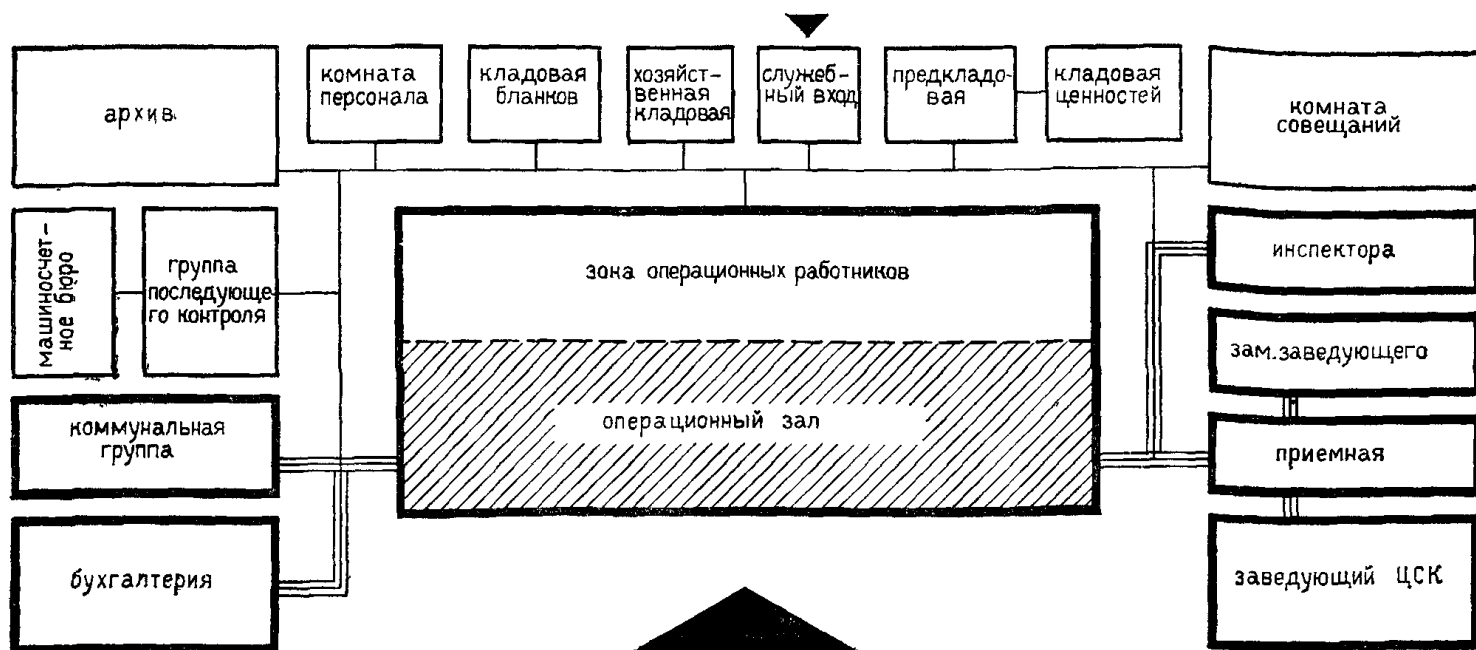 архив
комната
персонала
кладовая
бланков
хозяйст-
венная
кладовая
служеб-
ный вход
предкладо-
вая
кладовая
ценностей
комната
совещаний
машиносчет-
ное бюро
группа
последующе-
го контроля
зона операционных работников
инспектора
зам.заведующего
коммунальная
группа
операционный зал
приемная
бухгалтерия
заведующий ЦСК